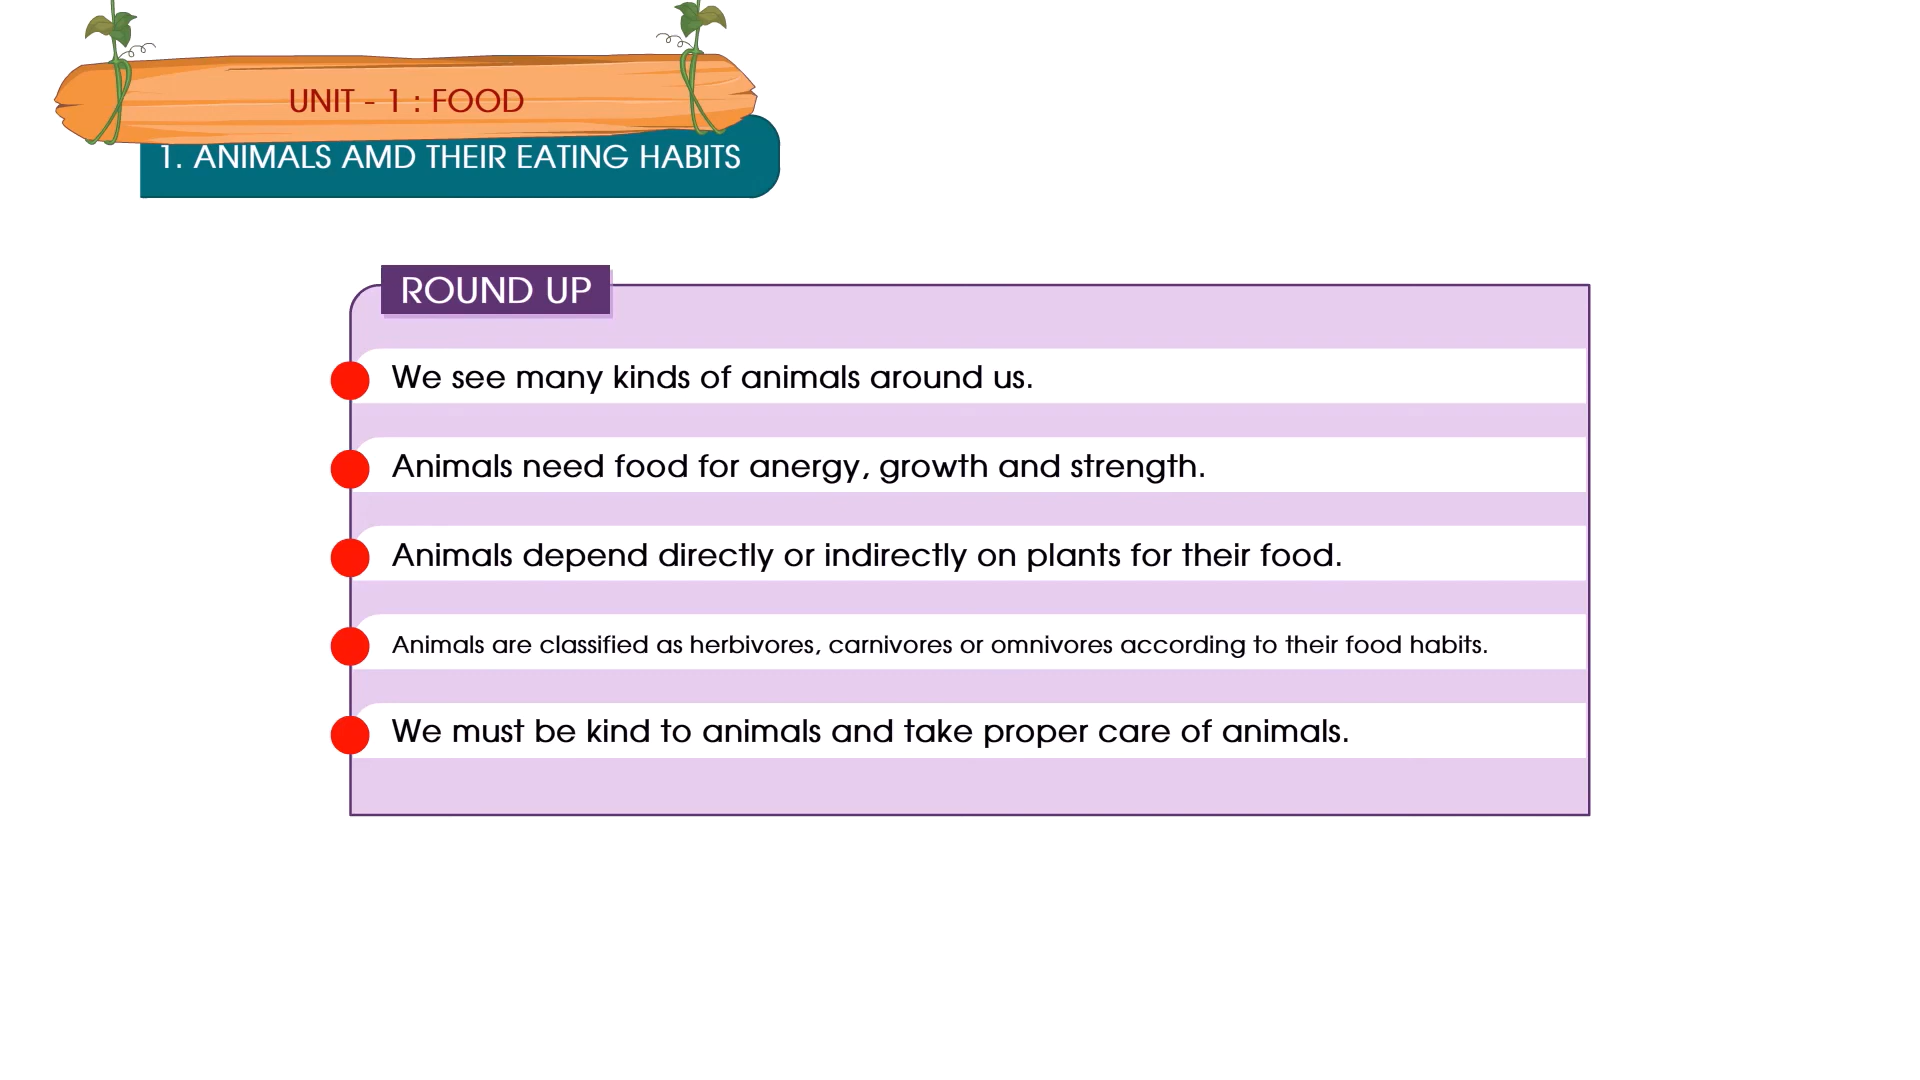 UNIT - 1 : FOOD
1. ANIMALS AMD THEIR EATING HABITS
ROUND UP
We see many kinds of animals around us.
Animals need food for anergy, growth and strength.
Animals depend directly or indirectly on plants for their food.
Animals are classified as herbivores, carnivores or omnivores according to their food habits.
We must be kind to animals and take proper care of animals.